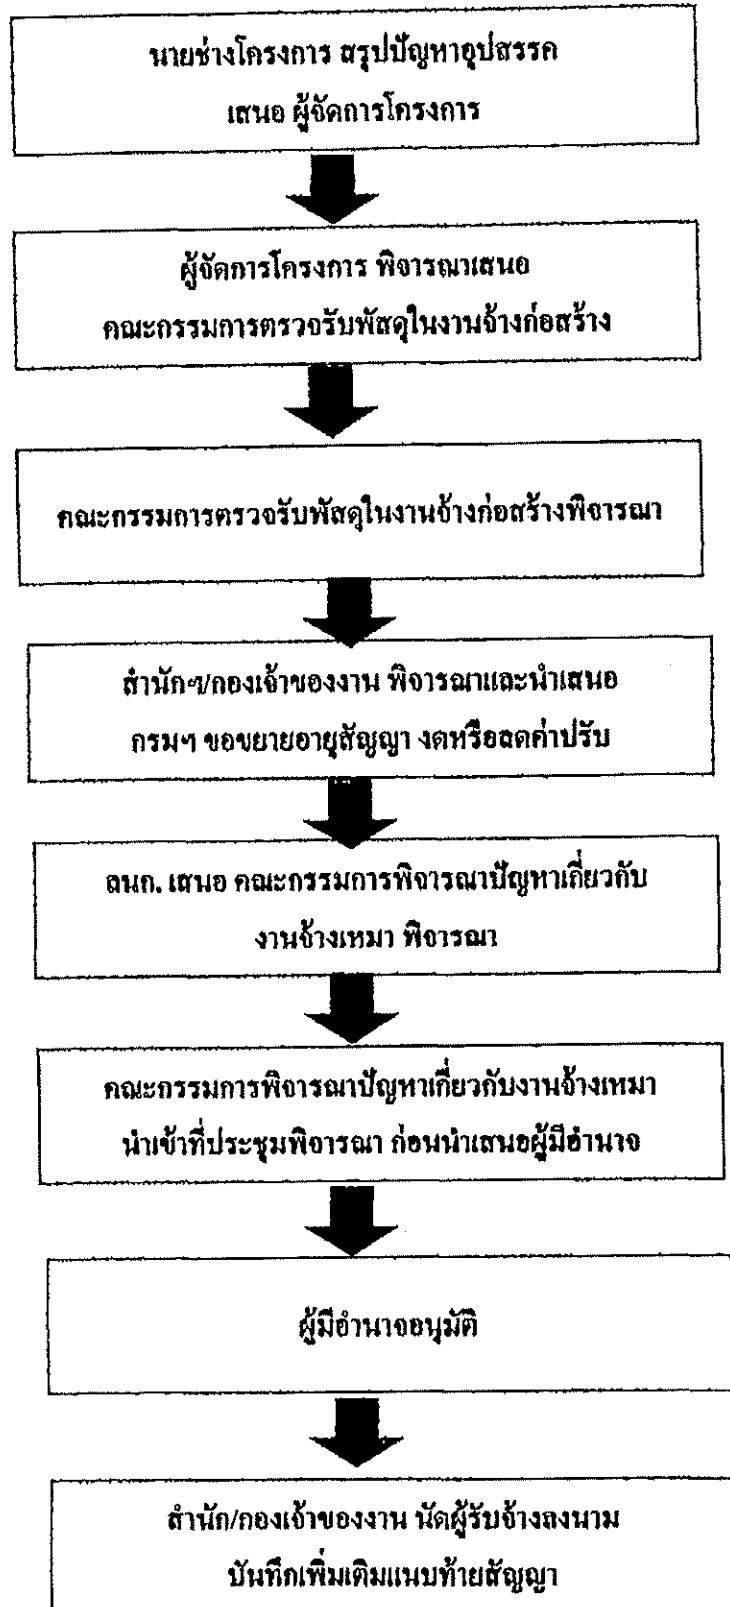 นายช่างโครงการ สรุปปัญหาอุปสรรค
เสนอ ผู้จัดการโครงการ
ผู้จัดการโครงการ พิจารณาเสนอ
คณะกรรมการตรวจรับพัสดุในงานจ้างก่อสร้าง
คณะกรรมการตรวจรับพัสดุในงานจ้างก่อสร้างพิจารณา
สำนักฯ/กองเจ้าของงาน พิจารณาและนำเสนอ
กรมฯ ขอขยายอายุสัญญา งดหรือลดค่าปรับ
ลนก. เสนอ คณะกรรมการพิจารณาปัญหาเกี่ยวกับ
งานจ้างเหมา พิจารณา
คณะกรรมการพิจารณาปัญหาเกี่ยวกับงานจ้างเหมา
นำเข้าที่ประชุมพิจารณา ก่อนนำเสนอผู้มีอำนาจ
ผู้มีอำนาจอนุมัติ
สำนัก/กองเจ้าของงาน นัดผู้รับจ้างลงนาม
บันทึกเพิ่มเติมแนบท้ายสัญญา